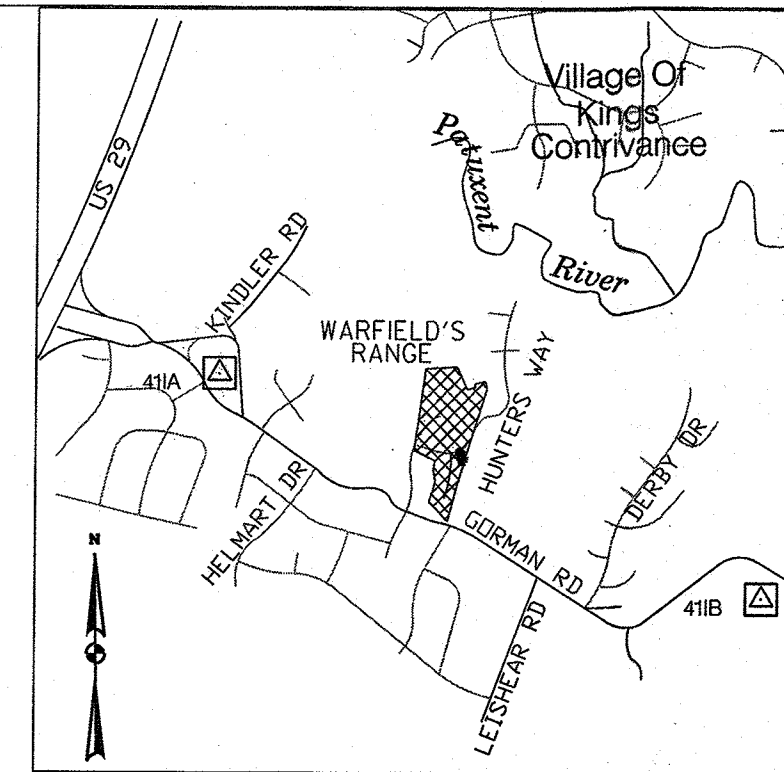 Village Of
Kings
Contrivance
US 29
Patuxent
River
KINDLER RD
WARFIELD'S
RANGE
41IA
HUNTERS WAY
DERBY DR
HELMART DR
GORMAN RD
N
41IB
LEISHEAR RD